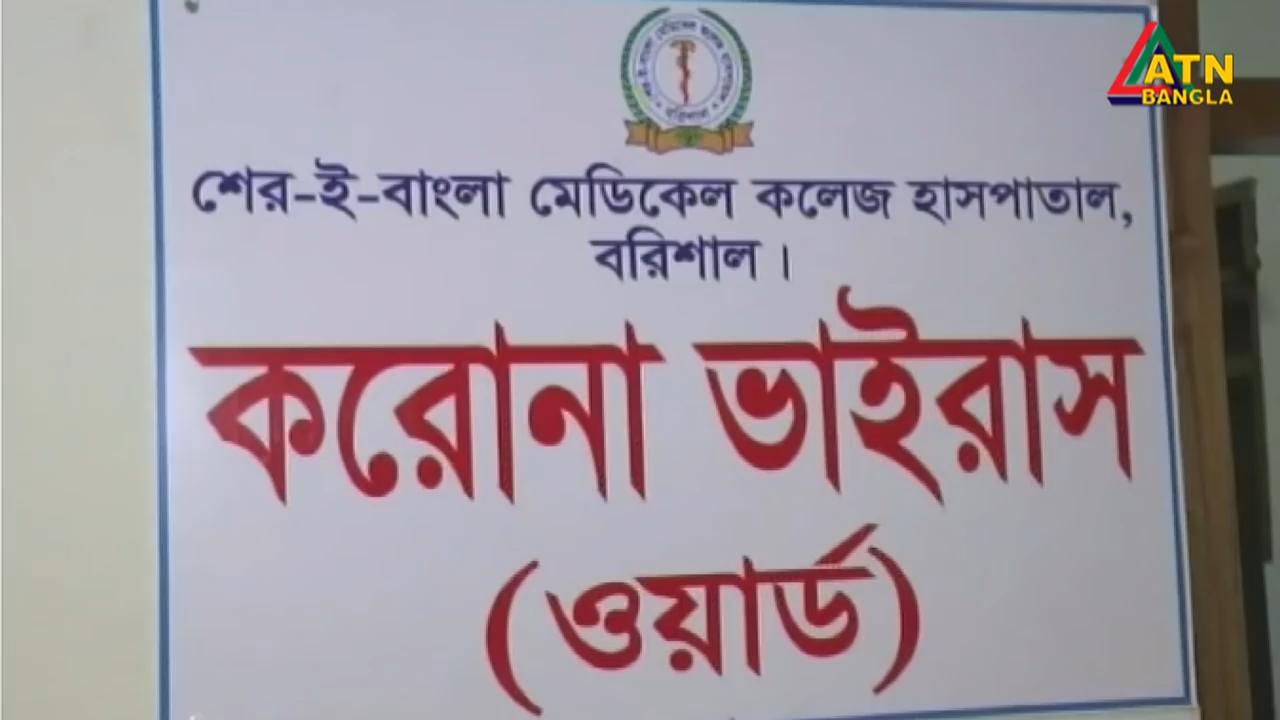 ATN
BANGLA
শের-ই-বাংলা মেডিকেল কলেজ হাসপাতাল,
বরিশাল ।
করোনা ভাইরাস
(ওয়ার্ড)